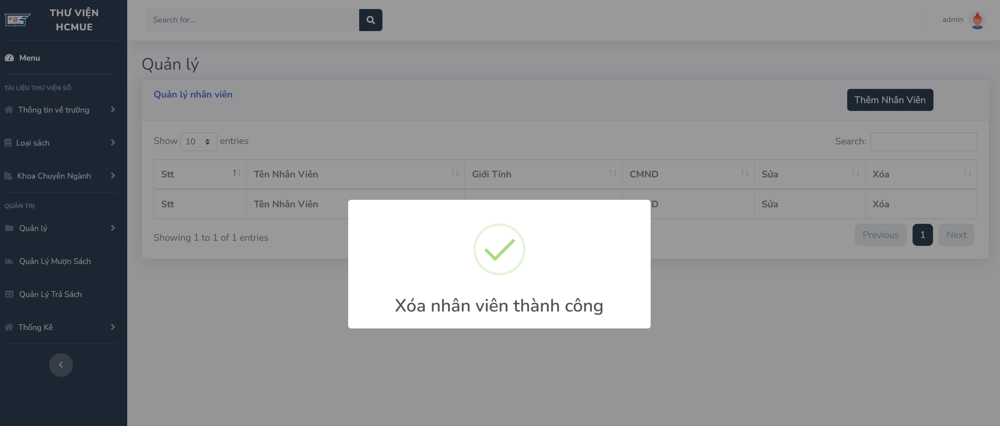 THƯ VIỆN
HCMUE
Search for...
admin
Menu
TÀI LIỆU THƯ VIỆN SỐ
Thông tin về trường
Loại sách
Khoa Chuyên Ngành
QUẢN TRỊ
Quản lý
Quản Lý Mượn Sách
Quản Lý Trả Sách
Thống Kê
Quản lý
Quản lý nhân viên
Thêm Nhân Viên
Show 10 entries
Search:
Stt Tên Nhân Viên Giới Tính CMND Sửa Xóa
Stt Tên Nhân Viên D Sửa Xóa
Showing 1 to 1 of 1 entries
Previous 1 Next
Xóa nhân viên thành công
SP